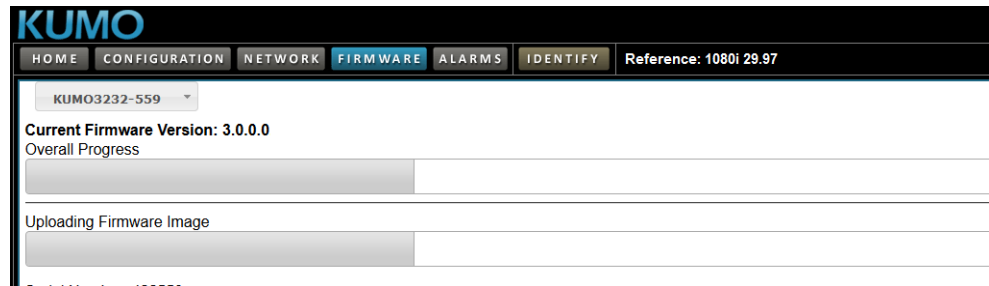 KUMO
HOME CONFIGURATION NETWORK FIRMWARE ALARMS IDENTIFY Reference: 1080i 29.97
KUMO3232-559
Current Firmware Version: 3.0.0.0
Overall Progress
Uploading Firmware Image